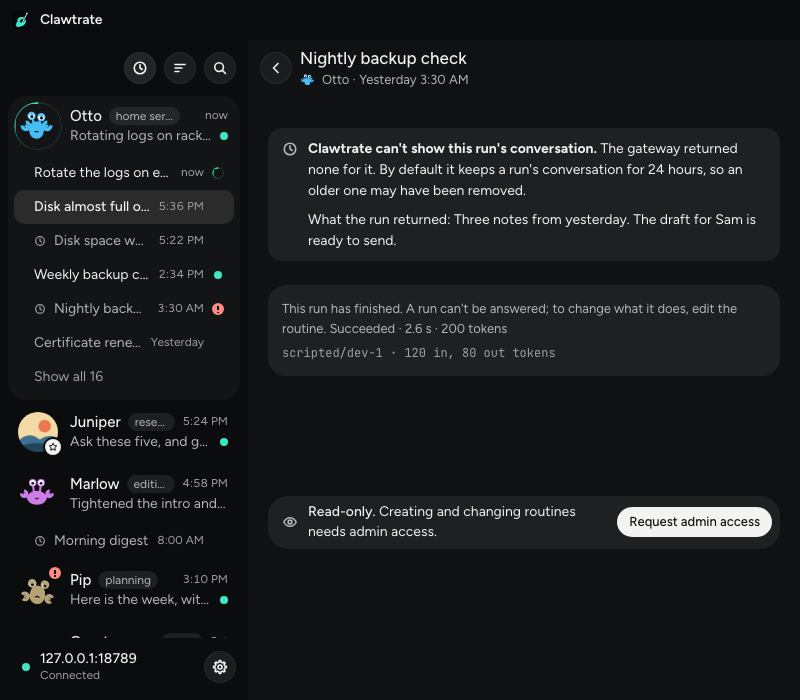 Clawtrate
Otto home ser... now
Rotating logs on rack...
Rotate the logs on e... now
Disk almost full o... 5:36 PM
Disk space w... 5:22 PM
Weekly backup c... 2:34 PM
Nightly back... 3:30 AM
Certificate rene... Yesterday
Show all 16
Juniper rese... 5:24 PM
Ask these five, and g...
Marlow editi... 4:58 PM
Tightened the intro and...
Morning digest 8:00 AM
Pip planning 3:10 PM
Here is the week, wit...
127.0.0.1:18789
Connected
Nightly backup check
Otto · Yesterday 3:30 AM
Clawtrate can't show this run's conversation. The gateway returned
none for it. By default it keeps a run's conversation for 24 hours, so an
older one may have been removed.
What the run returned: Three notes from yesterday. The draft for Sam is
ready to send.
This run has finished. A run can't be answered; to change what it does, edit the
routine. Succeeded · 2.6 s · 200 tokens
scripted/dev-1 · 120 in, 80 out tokens
Read-only. Creating and changing routines
needs admin access.
Request admin access